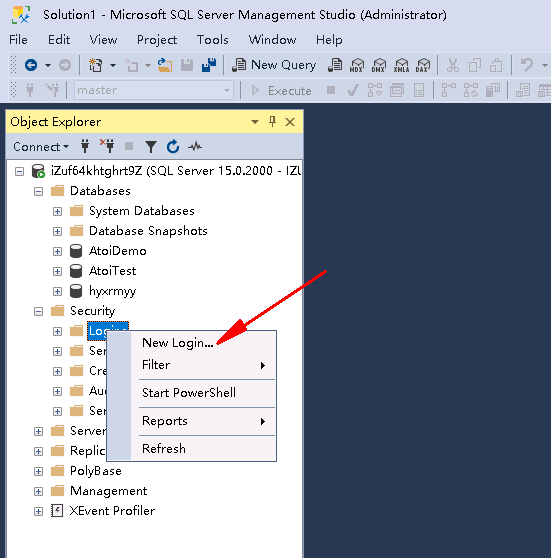 Solution1 - Microsoft SQL Server Management Studio (Administrator)
File Edit View Project Tools Window Help
New Query MDX DMX XMLA DAX
master Execute
Object Explorer
Connect
iZuf64khtghrt9Z (SQL Server 15.0.2000 - IZU
Databases
System Databases
Database Snapshots
AtoiDemo
AtoiTest
hyxrmyy
Security
Logins
New Login...
Ser
Filter
Cre
Start PowerShell
Aud
Ser
Reports
Server
Replic
Refresh
PolyBase
Management
XEvent Profiler